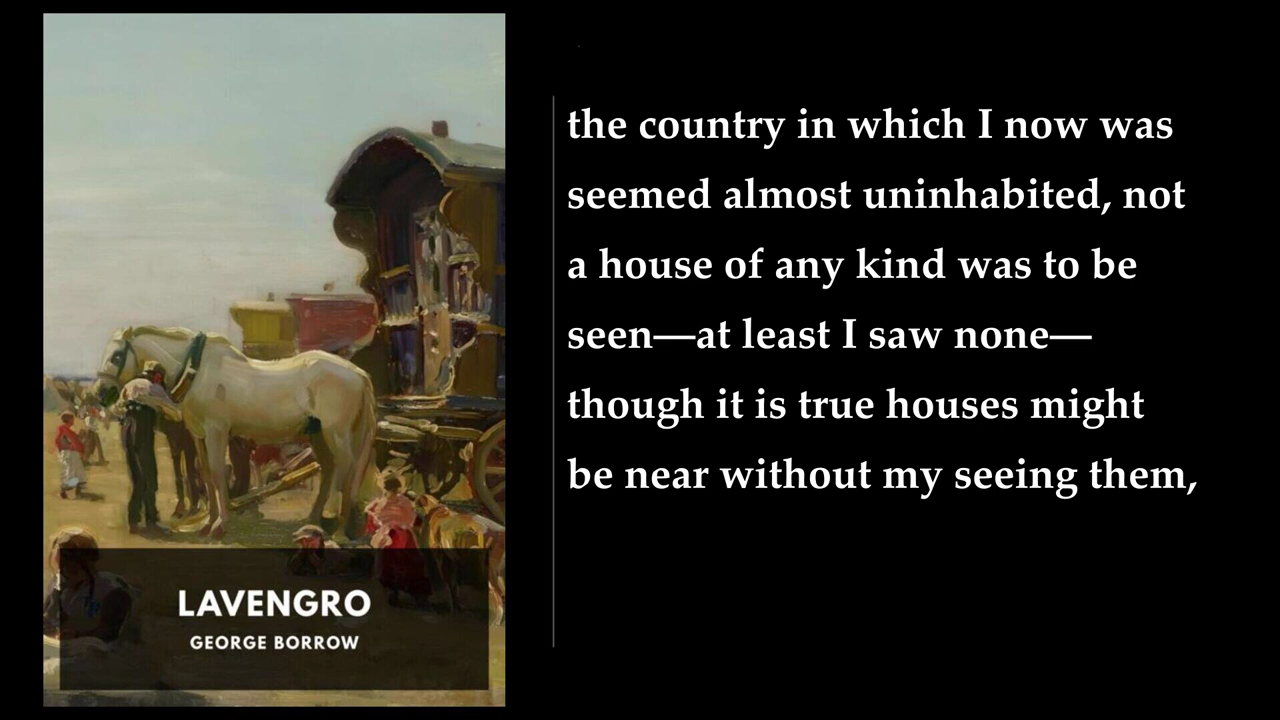 LAVENGRO
GEORGE BORROW
the country in which I now was
seemed almost uninhabited, not
a house of any kind was to be
seen—at least I saw none—
though it is true houses might
be near without my seeing them,